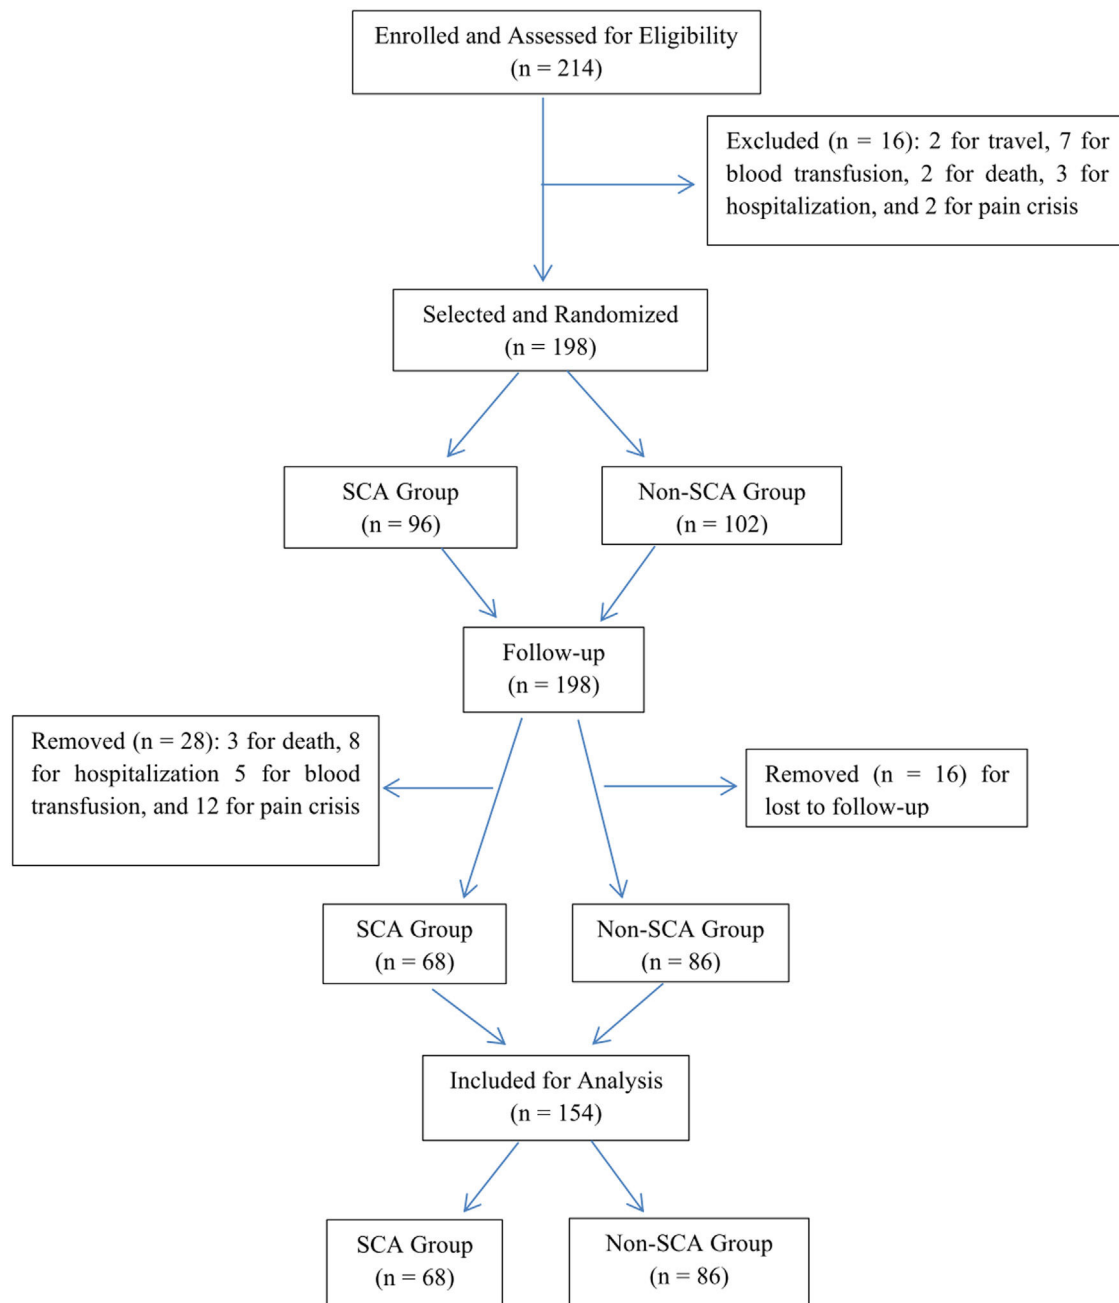 Enrolled and Assessed for Eligibility
(n = 214)
Excluded (n = 16): 2 for travel, 7 for
blood transfusion, 2 for death, 3 for
hospitalization, and 2 for pain crisis
Selected and Randomized
(n = 198)
SCA Group
(n = 96)
Non-SCA Group
(n = 102)
Follow-up
(n = 198)
Removed (n = 28): 3 for death, 8
for hospitalization 5 for blood
transfusion, and 12 for pain crisis
Removed (n = 16) for
lost to follow-up
SCA Group
(n = 68)
Non-SCA Group
(n = 86)
Included for Analysis
(n = 154)
SCA Group
(n = 68)
Non-SCA Group
(n = 86)